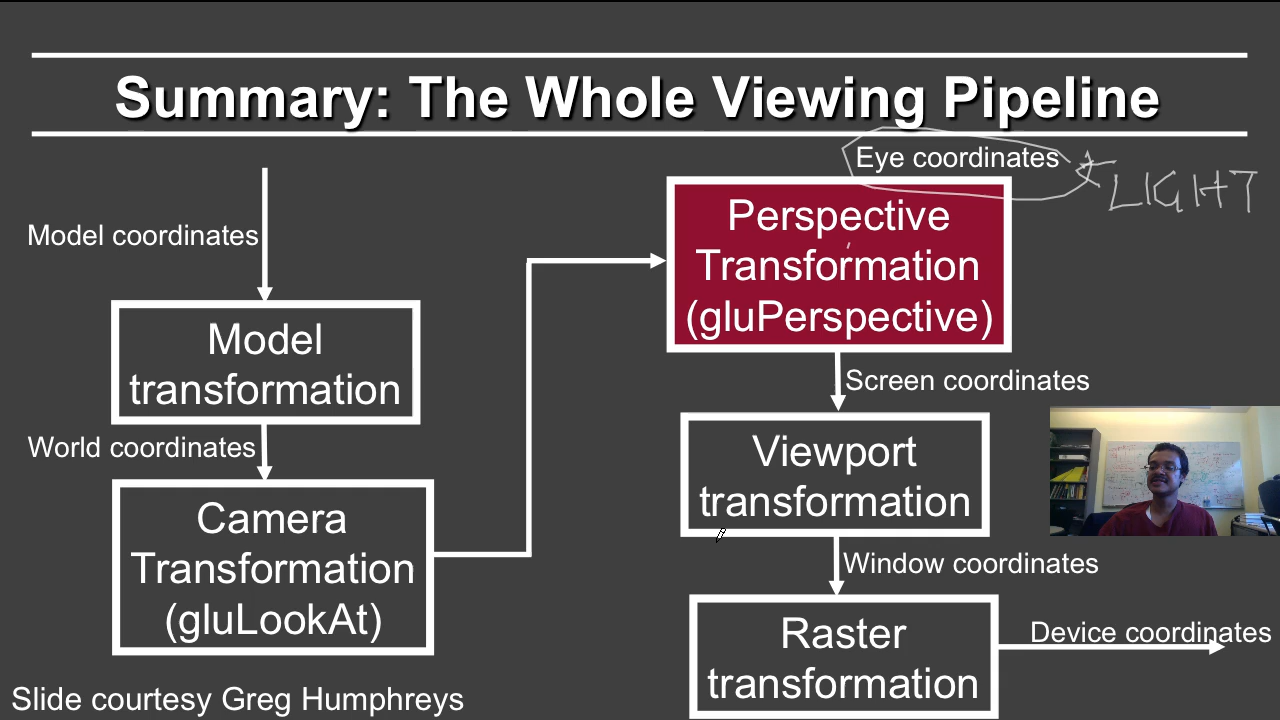 Summary: The Whole Viewing Pipeline
Model coordinates
Model
transformation
World coordinates
Camera
Transformation
(gluLookAt)
Eye coordinates
LIGHT
Perspective
Transformation
(gluPerspective)
Screen coordinates
Viewport
transformation
Window coordinates
Raster
transformation
Device coordinates
Slide courtesy Greg Humphreys